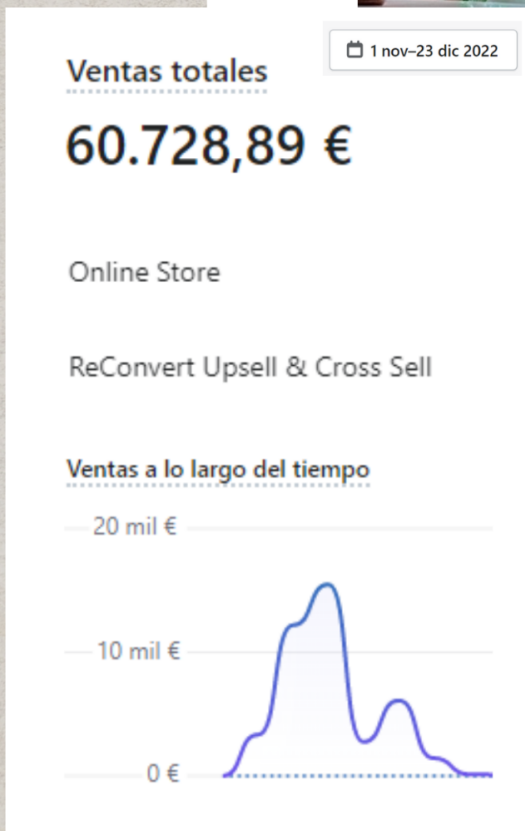 1 nov–23 dic 2022
Ventas totales
60.728,89 €
Online Store
ReConvert Upsell & Cross Sell
Ventas a lo largo del tiempo
20 mil €
10 mil €
0 €